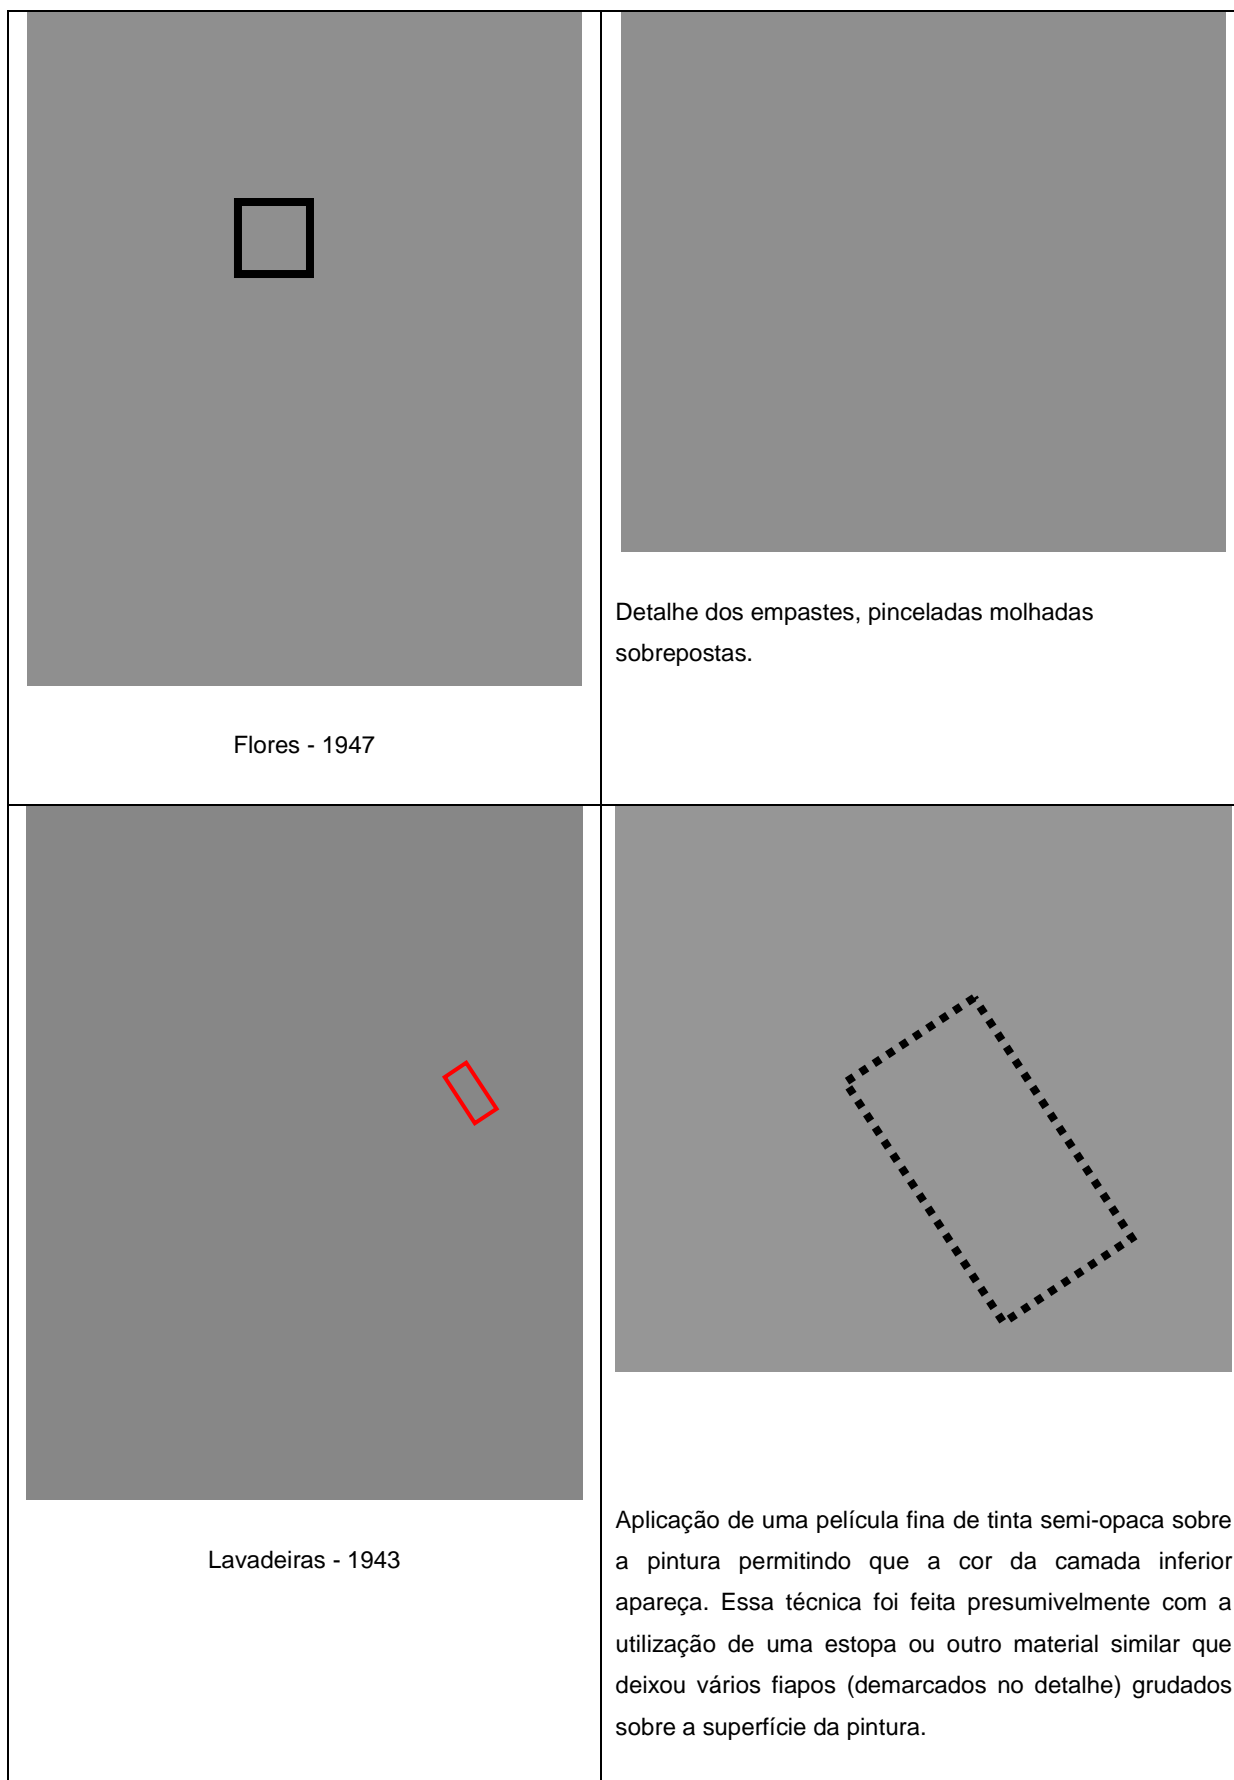 Detalhe dos empastes, pinceladas molhadas
sobrepostas.
Flores - 1947
Aplicação de uma película fina de tinta semi-opaca sobre
a pintura permitindo que a cor da camada inferior
apareça. Essa técnica foi feita presumivelmente com a
utilização de uma estopa ou outro material similar que
deixou vários fiapos (demarcados no detalhe) grudados
sobre a superfície da pintura.
Lavadeiras - 1943